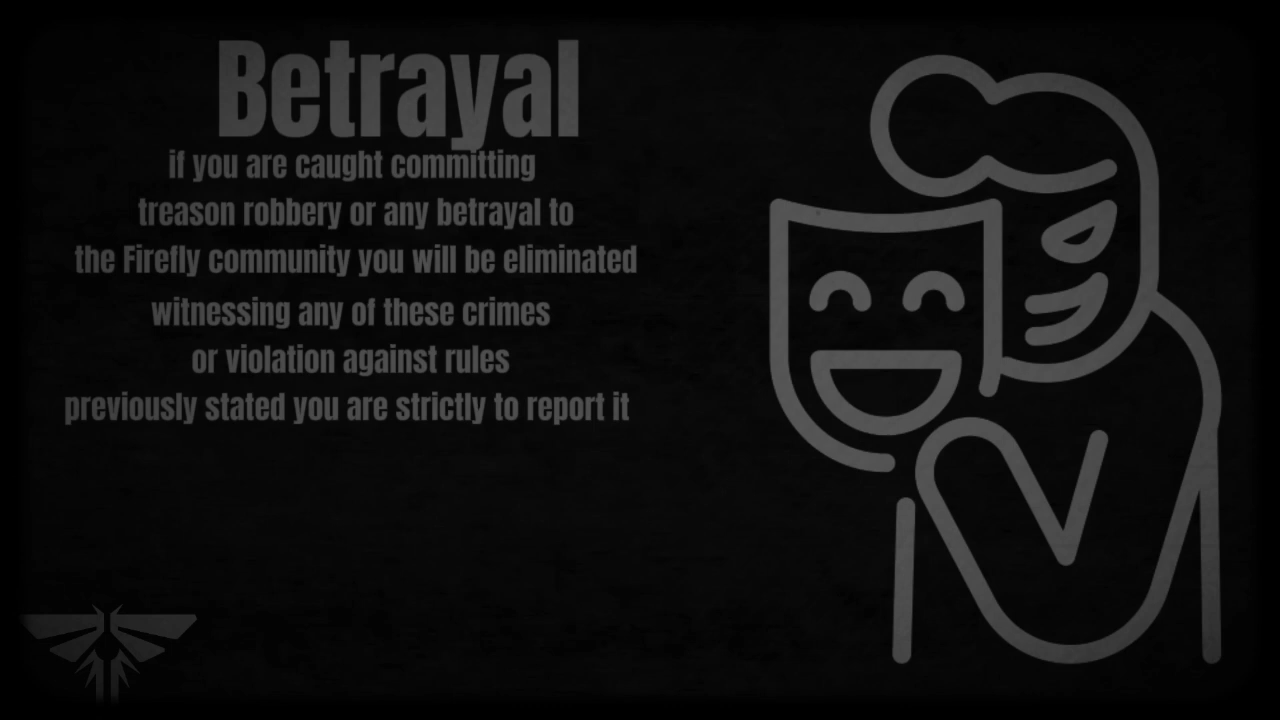 Betrayal
if you are caught committing
treason robbery or any betrayal to
the Firefly community you will be eliminated
witnessing any of these crimes
or violation against rules
previously stated you are strictly to report it